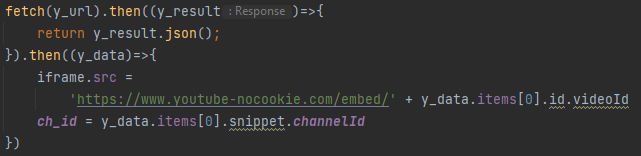 fetch(y_url).then((y_result : Response )=>{
    return y_result.json();
}).then((y_data)=>{
    iframe.src =
        'https://www.youtube-nocookie.com/embed/' + y_data.items[0].id.videoId
    ch_id = y_data.items[0].snippet.channelId
})